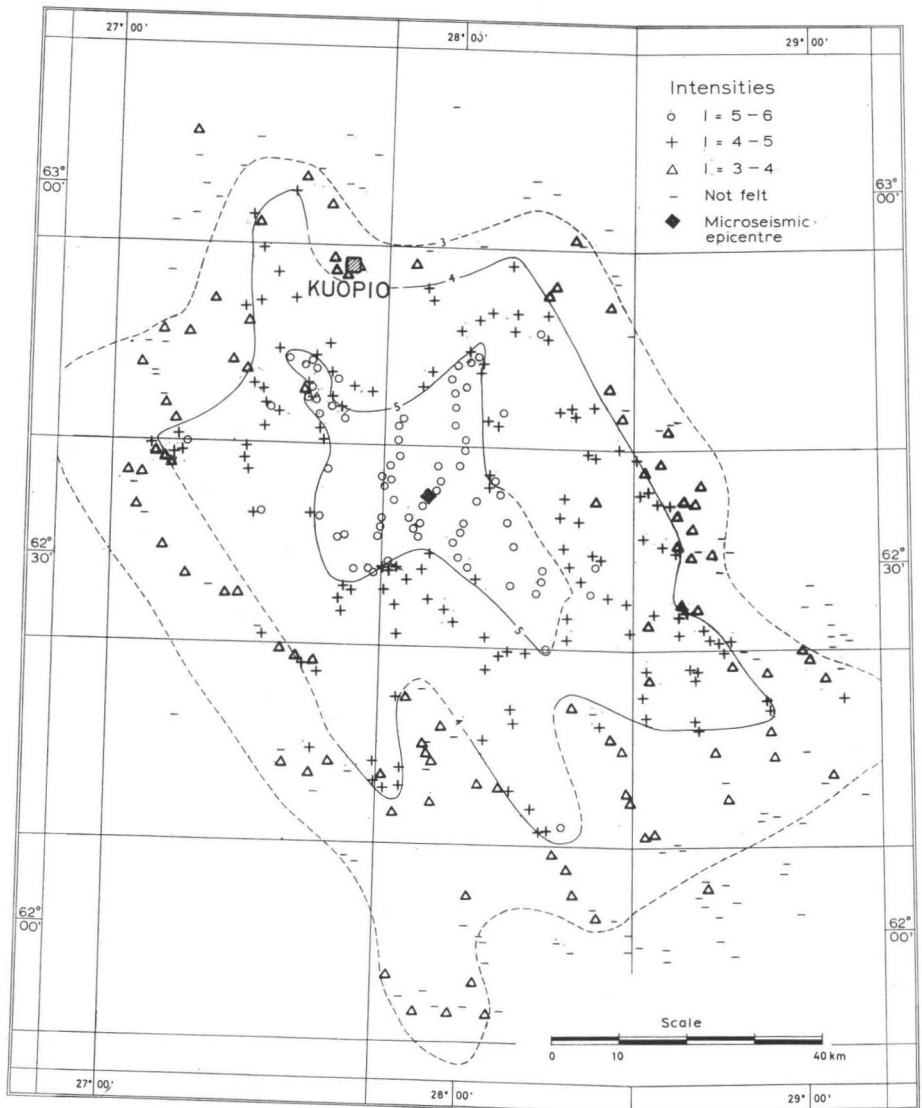 27° 00'
28° 00'
29° 00'
Intensities
I = 5 – 6
I = 4 – 5
I = 3 – 4
Not felt
Microseismic epicentre
63° 00'
63° 00'
3
4
KUOPIO
5
62° 30'
62° 30'
5
62° 00'
62° 00'
Scale
0 10 40 km
27° 00'
28° 00'
29° 00'